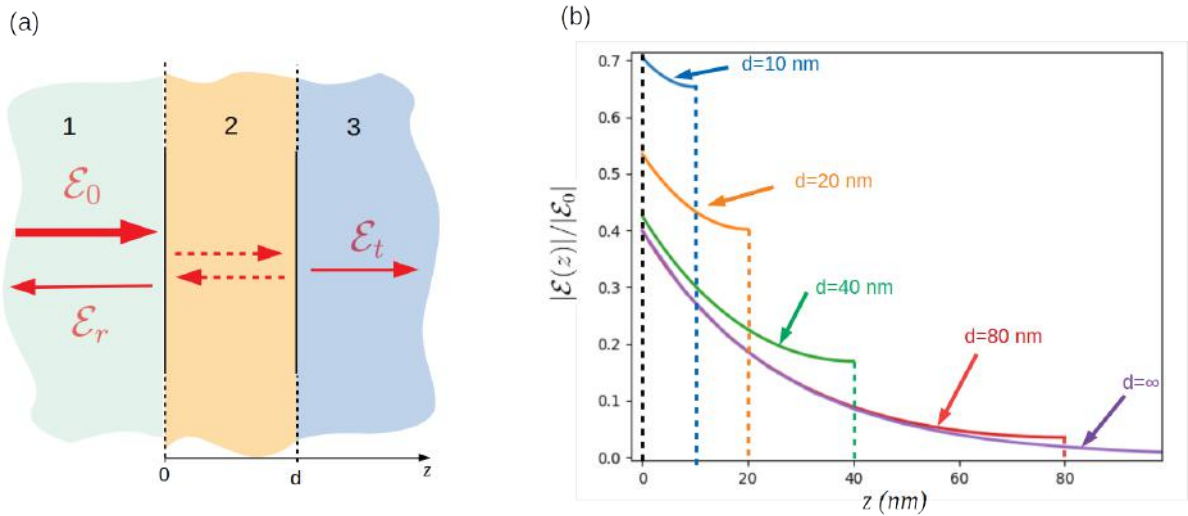 (a)
1
2
3
ℰ₀
ℰᵣ
ℰₜ
0
d
z
(b)
|ℰ(z)|/|ℰ₀|
0.7
0.6
0.5
0.4
0.3
0.2
0.1
0.0
d=10 nm
d=20 nm
d=40 nm
d=80 nm
d=∞
0
20
40
60
80
z (nm)